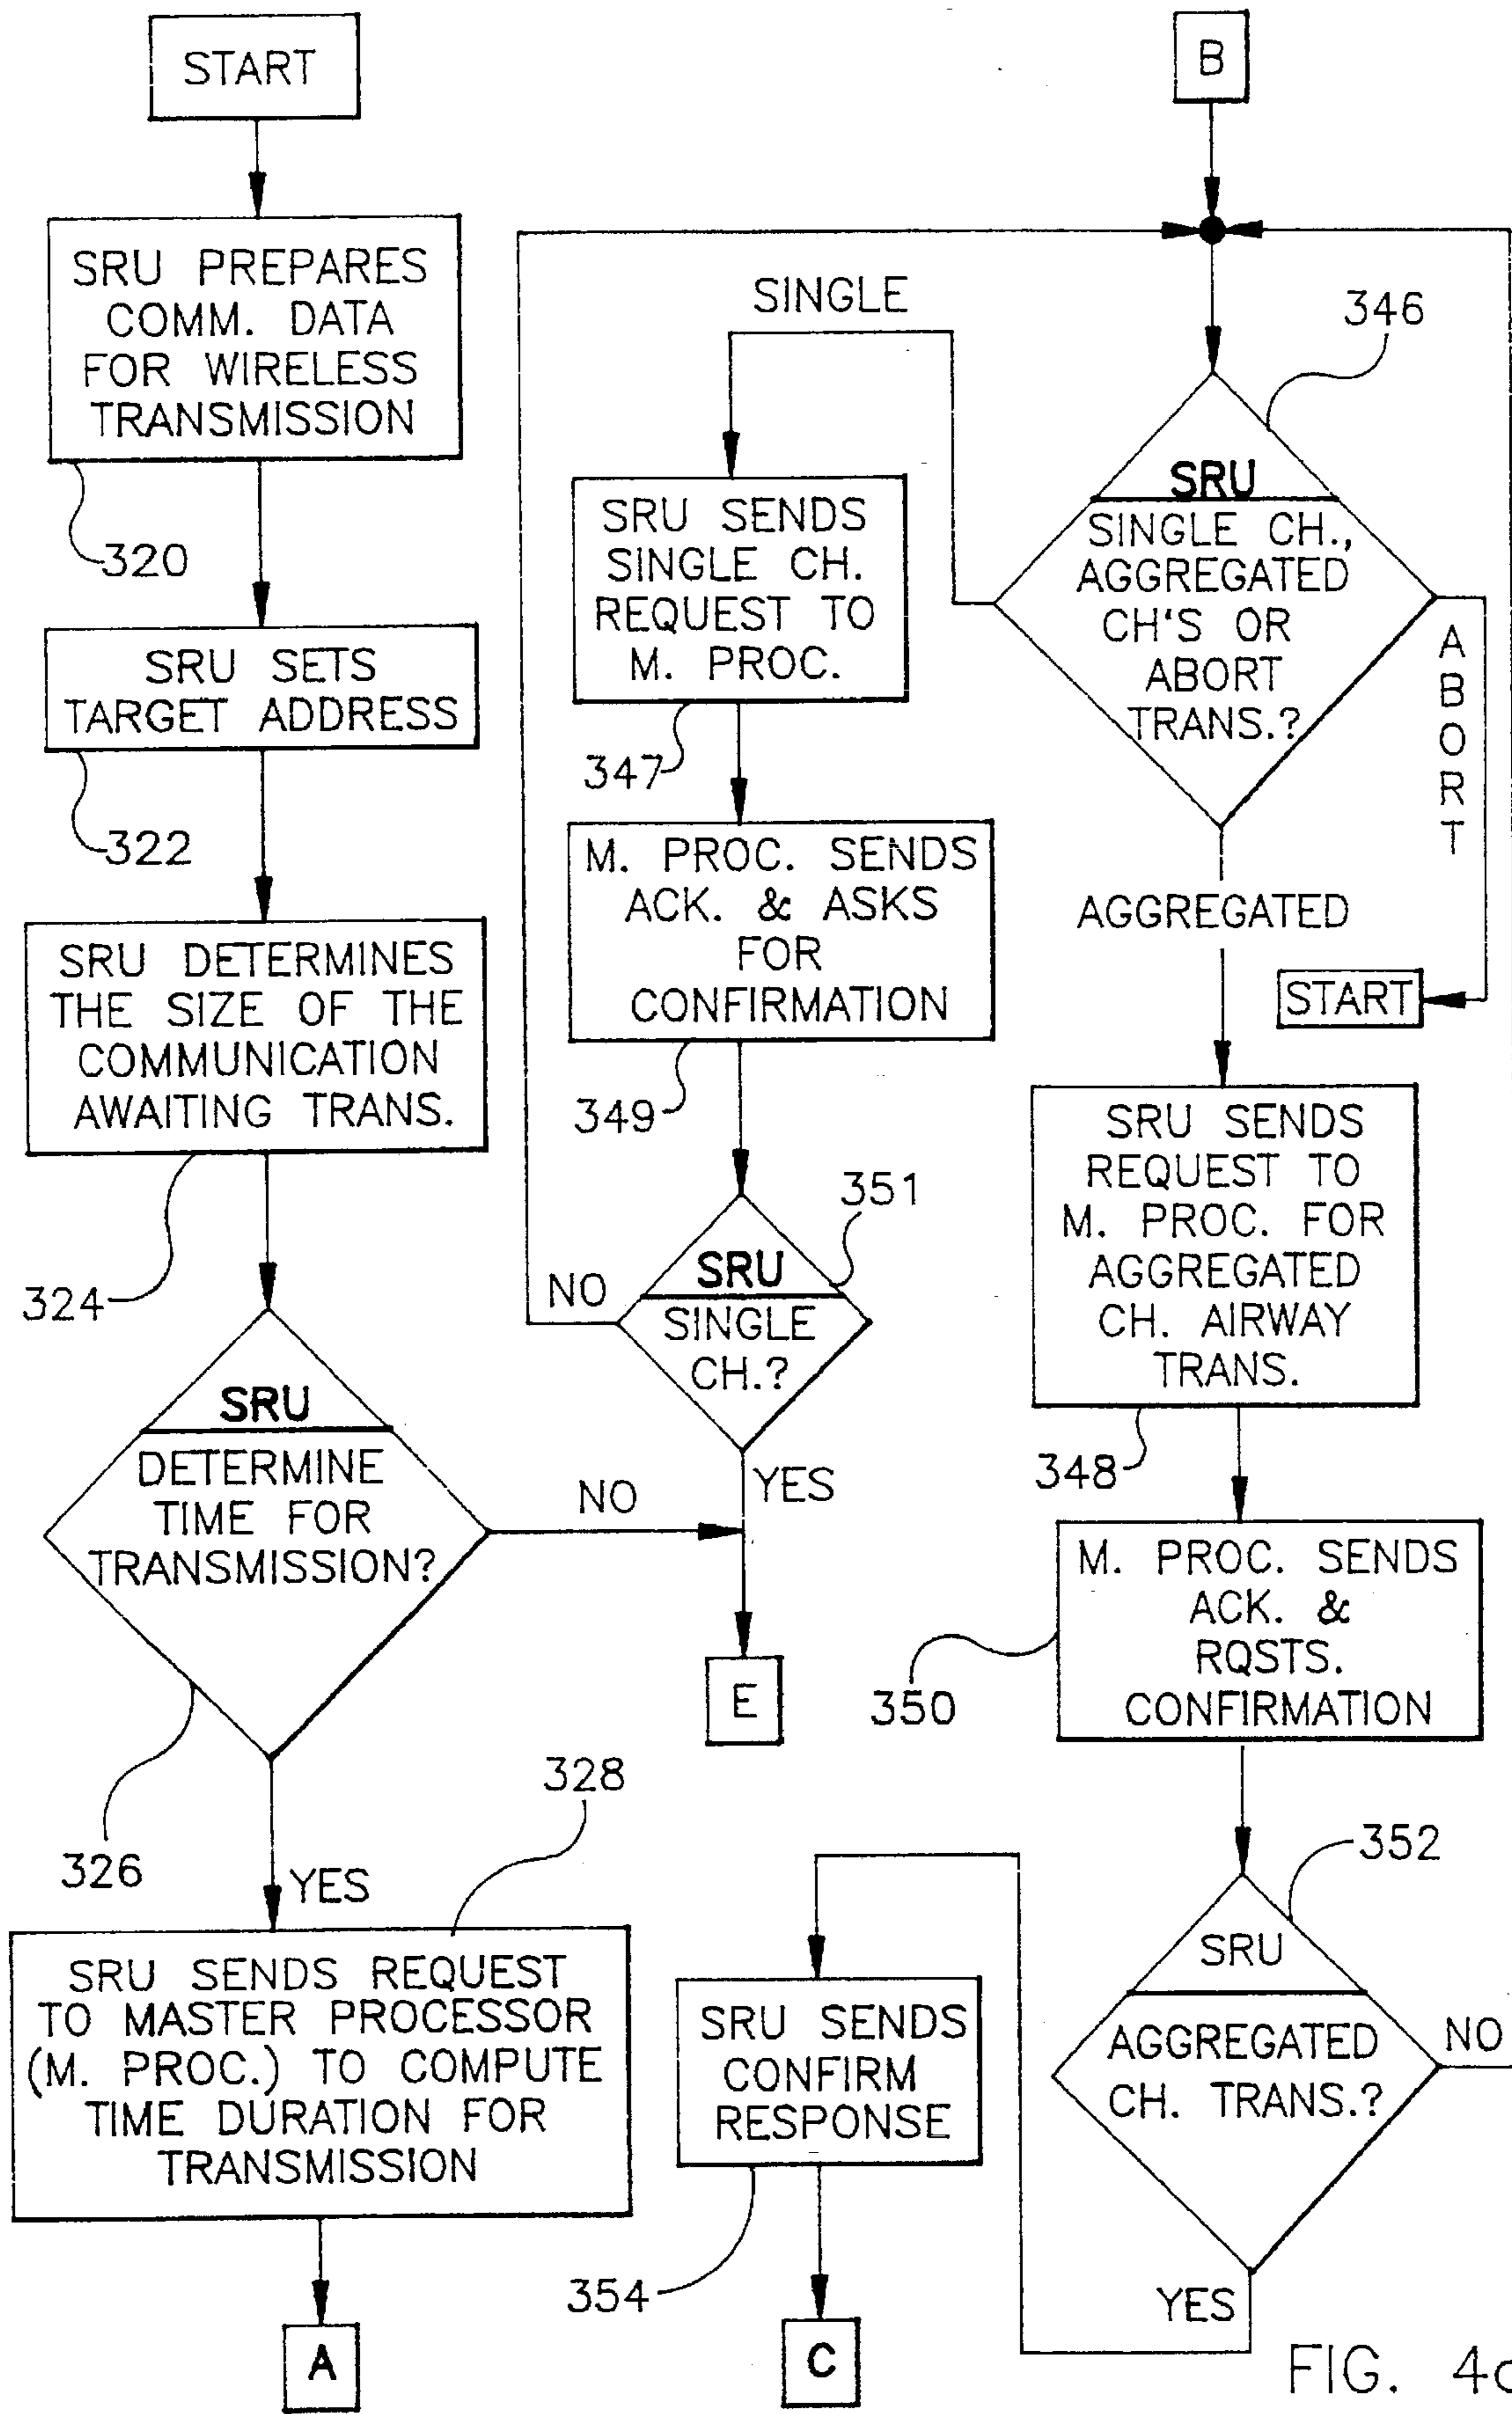 START
SRU PREPARES
COMM. DATA
FOR WIRELESS
TRANSMISSION
320
SRU SETS
TARGET ADDRESS
322
SRU DETERMINES
THE SIZE OF THE
COMMUNICATION
AWAITING TRANS.
324
SRU
DETERMINE
TIME FOR
TRANSMISSION?
NO
326
YES
328
SRU SENDS REQUEST
TO MASTER PROCESSOR
(M. PROC.) TO COMPUTE
TIME DURATION FOR
TRANSMISSION
A
B
346
SRU
SINGLE CH.,
AGGREGATED
CH'S OR
ABORT
TRANS.?
SINGLE
SRU SENDS
SINGLE CH.
REQUEST TO
M. PROC.
347
M. PROC. SENDS
ACK. & ASKS
FOR
CONFIRMATION
349
351
SRU
SINGLE
CH.?
NO
YES
E
ABORT
START
AGGREGATED
SRU SENDS
REQUEST TO
M. PROC. FOR
AGGREGATED
CH. AIRWAY
TRANS.
348
M. PROC. SENDS
ACK. &
RQSTS.
CONFIRMATION
350
352
SRU
AGGREGATED
CH. TRANS.?
NO
YES
SRU SENDS
CONFIRM
RESPONSE
354
C
FIG.